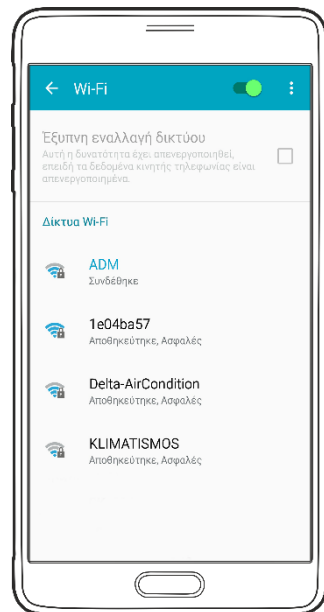 Wi-Fi
Έξυπνη εναλλαγή δικτύου
Αυτή η δυνατότητα έχει απενεργοποιηθεί,
επειδή τα δεδομένα κινητής τηλεφωνίας είναι
απενεργοποιημένα.
Δίκτυα Wi-Fi
ADM
Συνδέθηκε
1e04ba57
Αποθηκεύτηκε, Ασφαλές
Delta-AirCondition
Αποθηκεύτηκε, Ασφαλές
KLIMATISMOS
Αποθηκεύτηκε, Ασφαλές